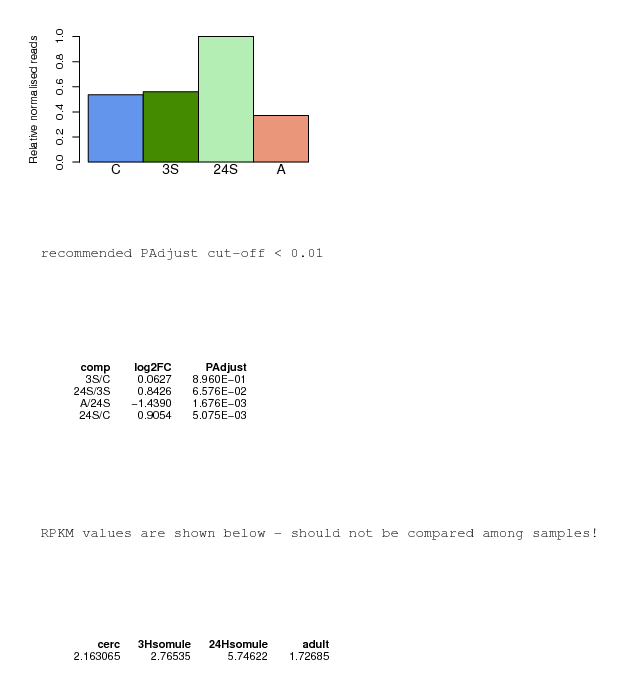 Relative normalised reads
1.0
0.8
0.6
0.4
0.2
0.0
C 3S 24S A
recommended PAdjust cut-off < 0.01
comp log2FC PAdjust
3S/C 0.0627 8.960E-01
24S/3S 0.8426 6.576E-02
A/24S -1.4390 1.676E-03
24S/C 0.9054 5.075E-02
RPKM values are shown below - should not be compared among samples!
cerc 3Hsomule 24Hsomule adult
2.163065 2.76535 5.74622 1.72685